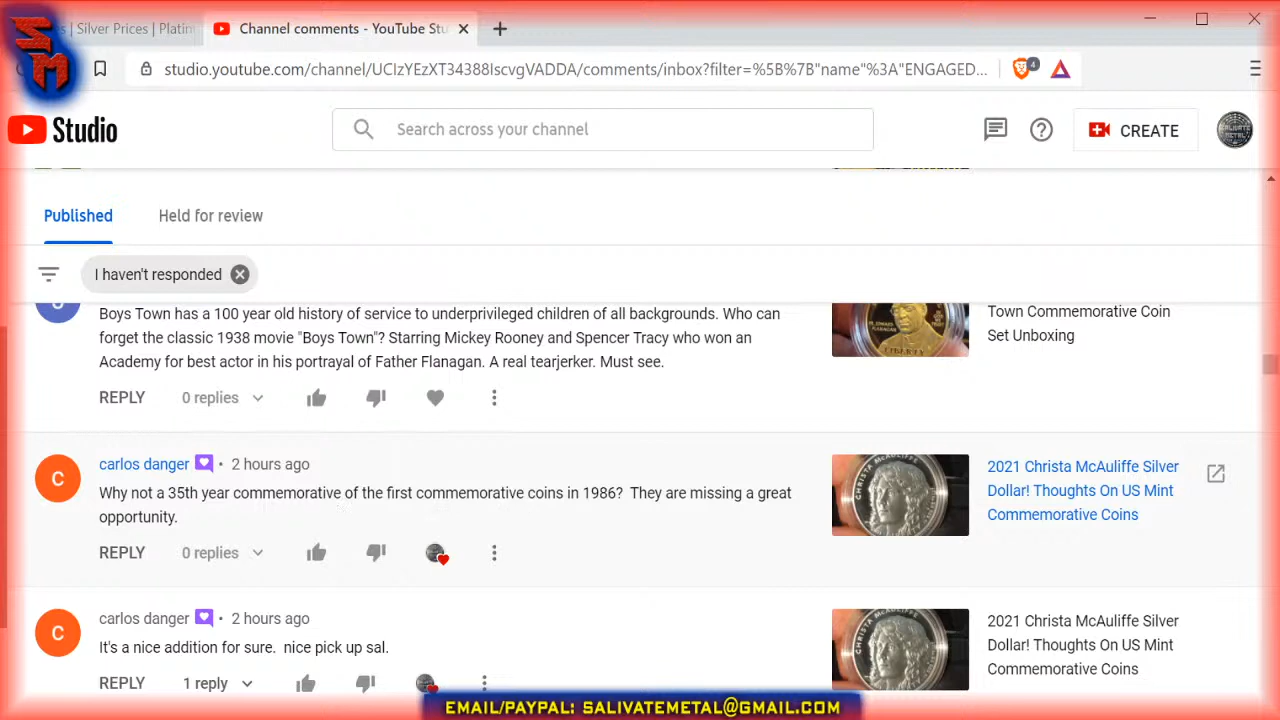 SM
s | Silver Prices | Platin
Channel comments - YouTube Stu
studio.youtube.com/channel/UCIzYEzXT34388IscvgVADDA/comments/inbox?filter=%5B%7B"name"%3A"ENGAGED...
4
Studio
Search across your channel
CREATE
Published
Held for review
I haven't responded
Boys Town has a 100 year old history of service to underprivileged children of all backgrounds. Who can
forget the classic 1938 movie "Boys Town"? Starring Mickey Rooney and Spencer Tracy who won an
Academy for best actor in his portrayal of Father Flanagan. A real tearjerker. Must see.
REPLY 0 replies
LIBERTY
Town Commemorative Coin
Set Unboxing
C
carlos danger • 2 hours ago
Why not a 35th year commemorative of the first commemorative coins in 1986? They are missing a great
opportunity.
REPLY 0 replies
CHRISTA McAULIFFE
2021 Christa McAuliffe Silver
Dollar! Thoughts On US Mint
Commemorative Coins
C
carlos danger • 2 hours ago
It's a nice addition for sure. nice pick up sal.
REPLY 1 reply
CHRISTA McAULIFFE
2021 Christa McAuliffe Silver
Dollar! Thoughts On US Mint
Commemorative Coins
EMAIL/PAYPAL: SALIVATEMETAL@GMAIL.COM